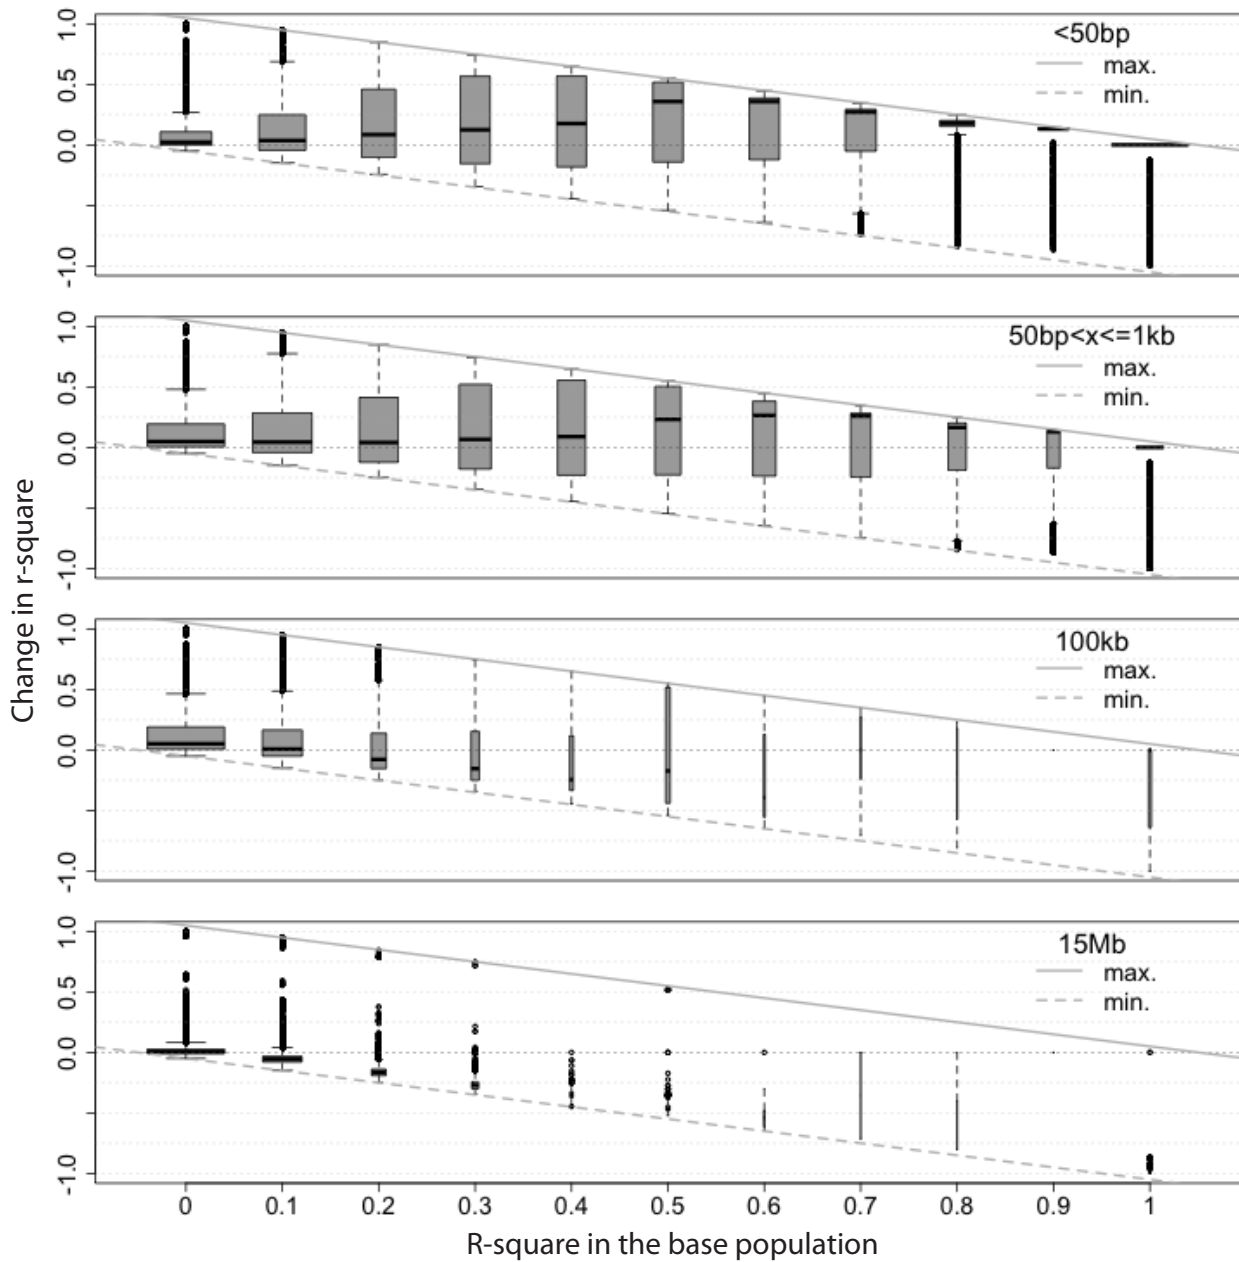 Change in r-square
1.0
0.5
0.0
-1.0
<50bp
max.
min.
1.0
0.5
0.0
-1.0
50bp<x<=1kb
max.
min.
1.0
0.5
0.0
-1.0
100kb
max.
min.
1.0
0.5
0.0
-1.0
15Mb
max.
min.
0 0.1 0.2 0.3 0.4 0.5 0.6 0.7 0.8 0.9 1
R-square in the base population